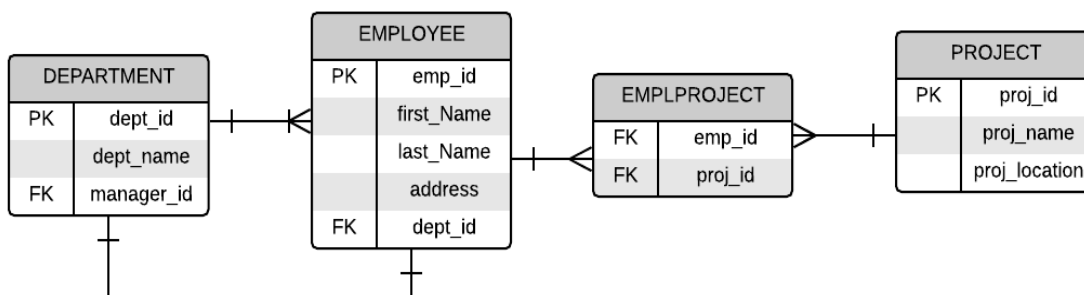 DEPARTMENT
PK dept_id
dept_name
FK manager_id
EMPLOYEE
PK emp_id
first_Name
last_Name
address
FK dept_id
EMPLPROJECT
FK emp_id
FK proj_id
PROJECT
PK proj_id
proj_name
proj_location